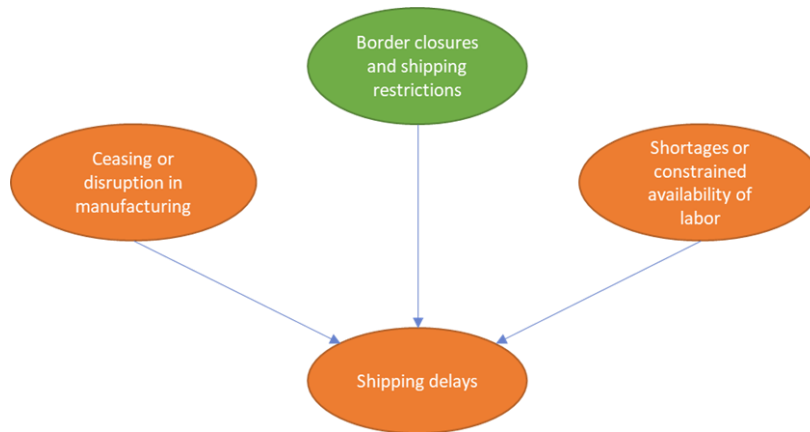 Border closures
and shipping
restrictions
Ceasing or
disruption in
manufacturing
Shortages or
constrained
availability of
labor
Shipping delays